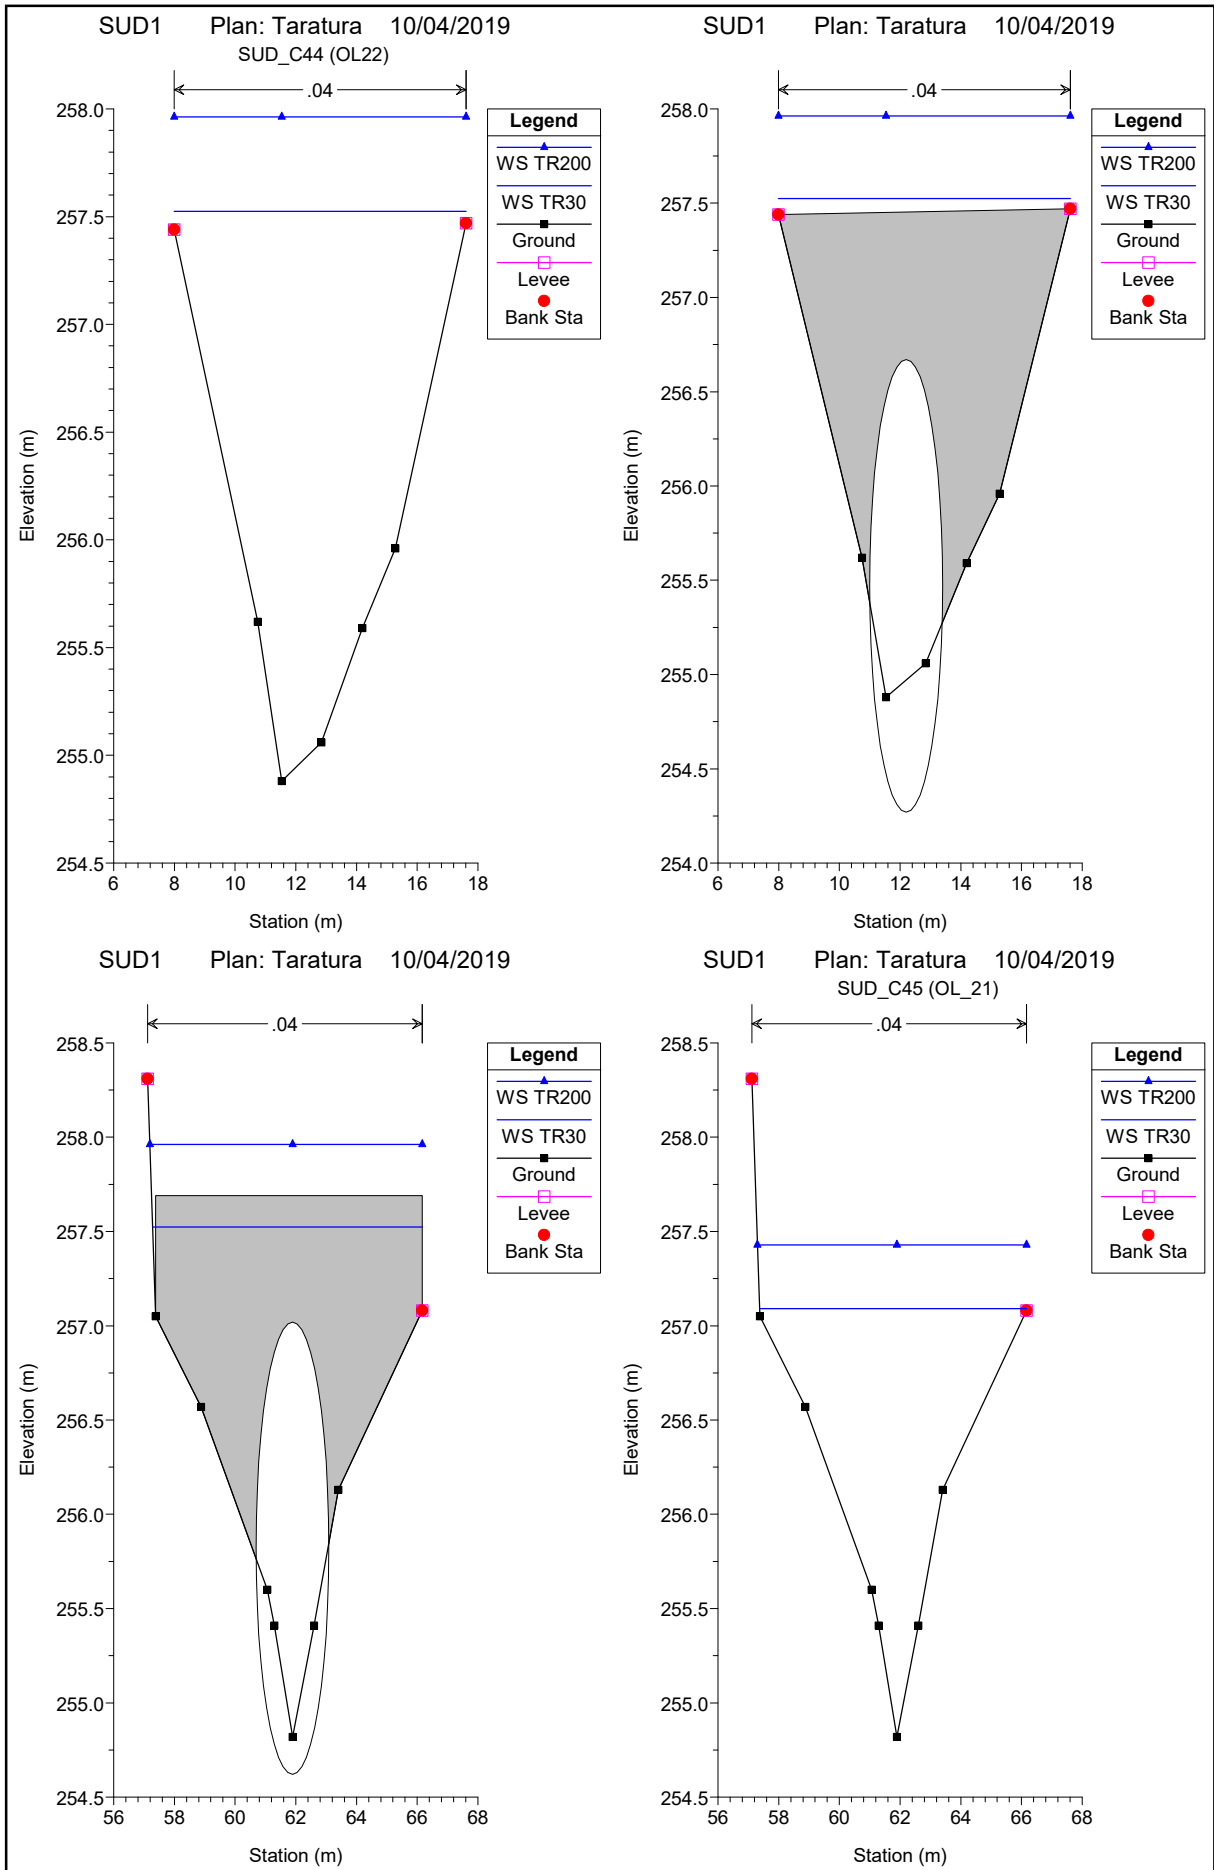 SUD1 Plan: Taratura 10/04/2019
SUD_C44 (OL22)
.04
258.0
257.5
257.0
256.5
256.0
255.5
255.0
254.5
6 8 10 12 14 16 18
Station (m)
Elevation (m)
Legend
WS TR200
WS TR30
Ground
Levee
Bank Sta
SUD1 Plan: Taratura 10/04/2019
.04
258.0
257.5
257.0
256.5
256.0
255.5
255.0
254.5
254.0
6 8 10 12 14 16 18
Station (m)
Elevation (m)
Legend
WS TR200
WS TR30
Ground
Levee
Bank Sta
SUD1 Plan: Taratura 10/04/2019
.04
258.5
258.0
257.5
257.0
256.5
256.0
255.5
255.0
254.5
56 58 60 62 64 66 68
Station (m)
Elevation (m)
Legend
WS TR200
WS TR30
Ground
Levee
Bank Sta
SUD1 Plan: Taratura 10/04/2019
SUD_C45 (OL_21)
.04
258.5
258.0
257.5
257.0
256.5
256.0
255.5
255.0
254.5
56 58 60 62 64 66 68
Station (m)
Elevation (m)
Legend
WS TR200
WS TR30
Ground
Levee
Bank Sta